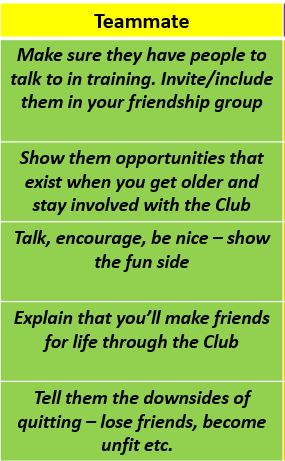 Teammate
Make sure they have people to
talk to in training. Invite/include
them in your friendship group
Show them opportunities that
exist when you get older and
stay involved with the Club
Talk, encourage, be nice – show
the fun side
Explain that you’ll make friends
for life through the Club
Tell them the downsides of
quitting – lose friends, become
unfit etc.